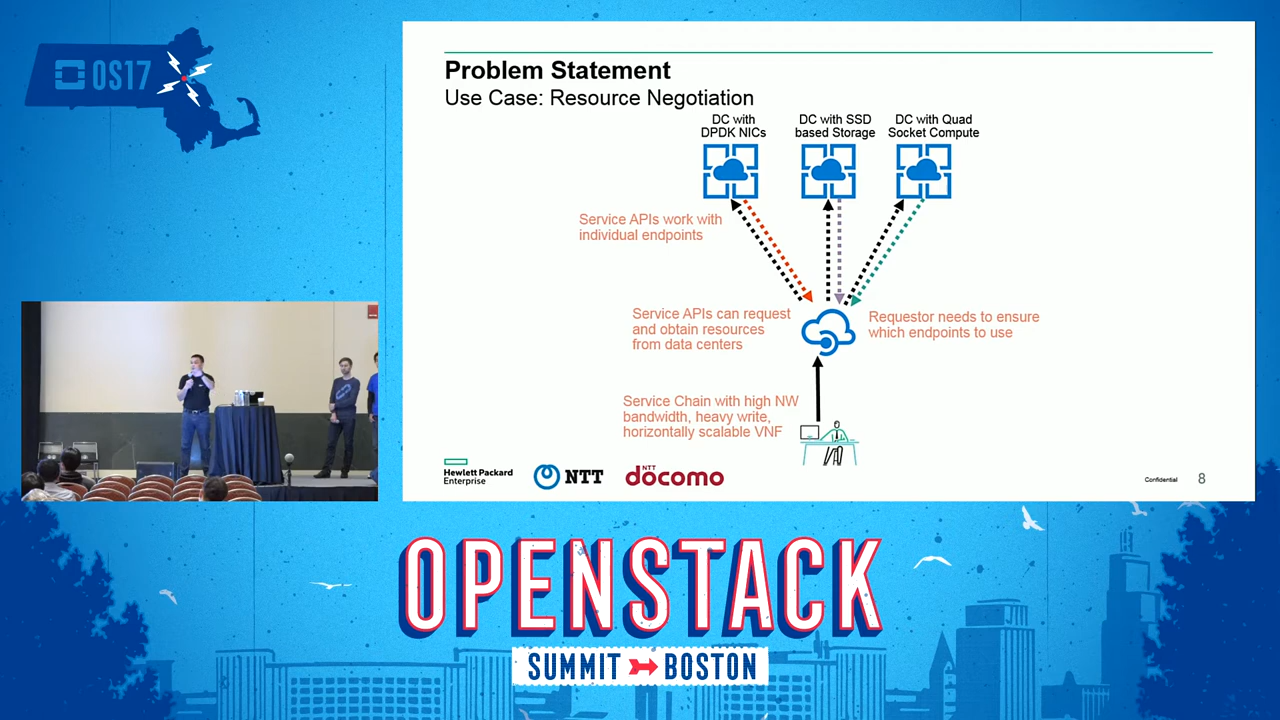 OS17
Problem Statement
Use Case: Resource Negotiation
DC with
DPDK NICs
DC with SSD
based Storage
DC with Quad
Socket Compute
Service APIs work with
individual endpoints
Service APIs can request
and obtain resources
from data centers
Requestor needs to ensure
which endpoints to use
Service Chain with high NW
bandwidth, heavy write,
horizontally scalable VNF
Hewlett Packard
Enterprise
NTT
NTT
döcomo
Confidential
8
OPENSTACK
SUMMIT BOSTON